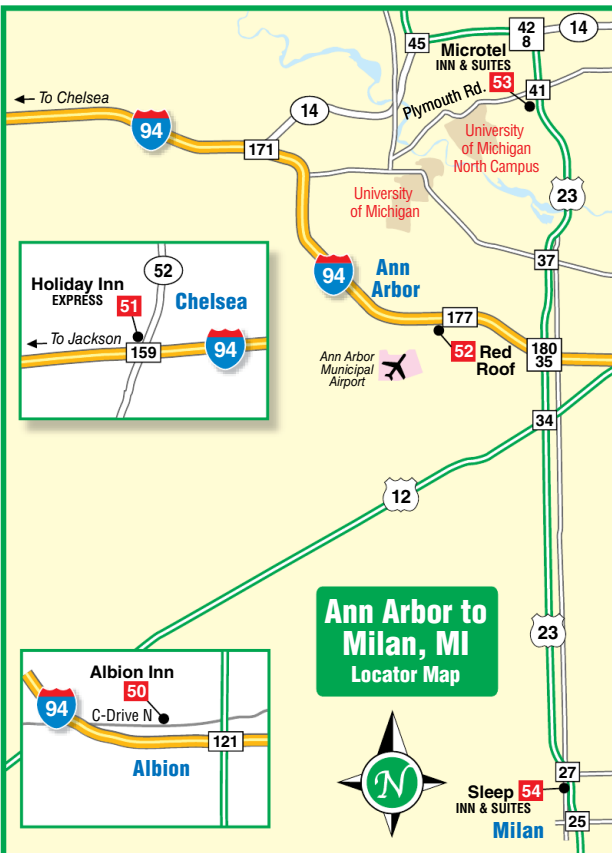 45
42
8
14
Microtel
INN & SUITES
53
41
Plymouth Rd.
To Chelsea
94
14
171
University
of Michigan
North Campus
University
of Michigan
23
37
52
Holiday Inn
EXPRESS
51
Chelsea
To Jackson
159
94
94
Ann
Arbor
177
52 Red
Roof
180
35
Ann Arbor
Municipal
Airport
34
12
Ann Arbor to
Milan, MI
Locator Map
23
Albion Inn
50
C-Drive N
94
121
Albion
N
27
Sleep 54
INN & SUITES
25
Milan